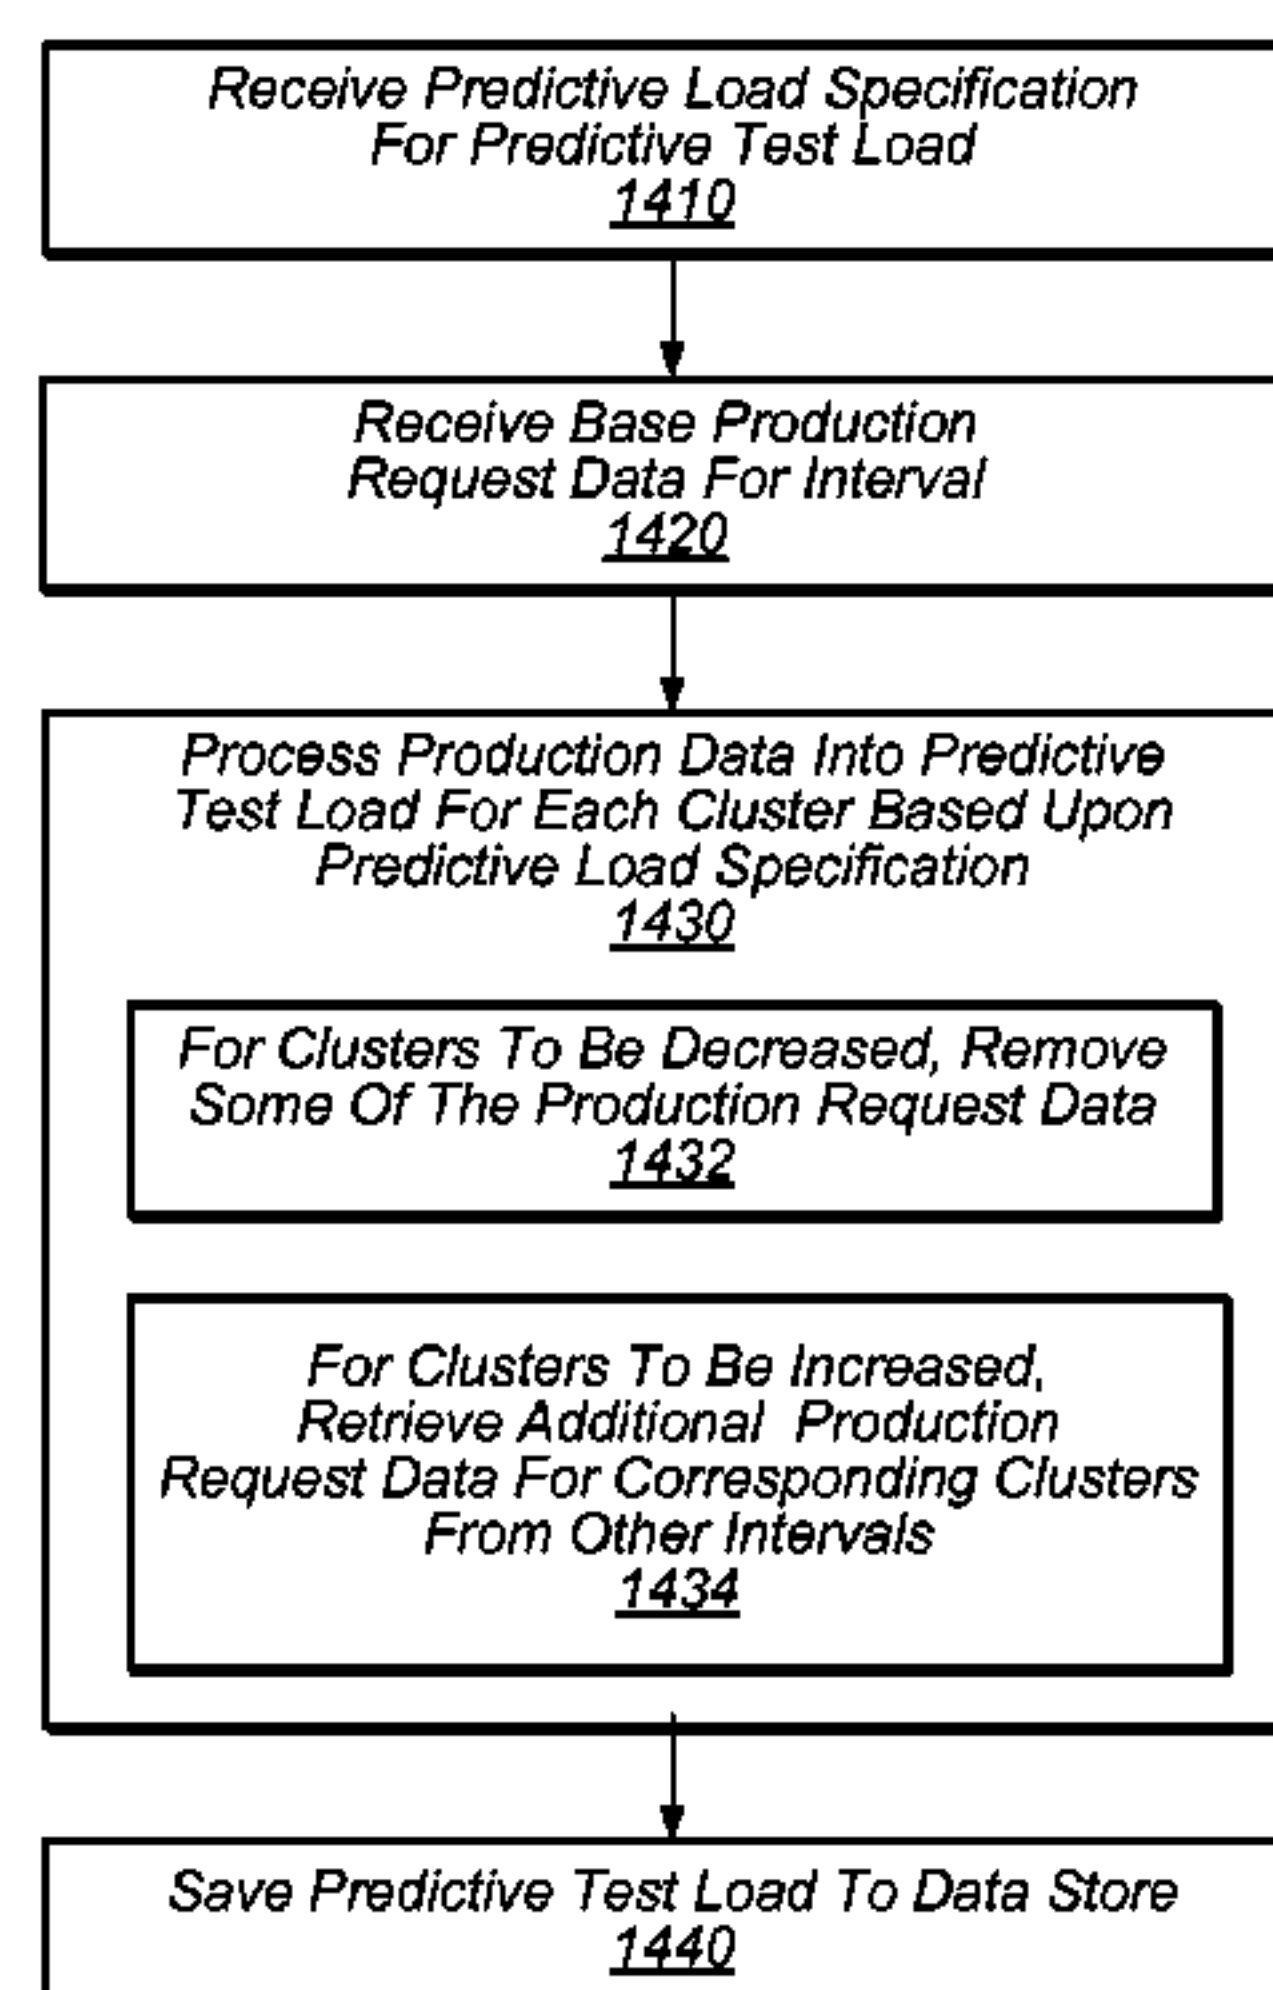 Receive Predictive Load Specification
For Predictive Test Load
1410
Receive Base Production
Request Data For Interval
1420
Process Production Data Into Predictive
Test Load For Each Cluster Based Upon
Predictive Load Specification
1430
For Clusters To Be Decreased, Remove
Some Of The Production Request Data
1432
For Clusters To Be Increased,
Retrieve Additional Production
Request Data For Corresponding Clusters
From Other Intervals
1434
Save Predictive Test Load To Data Store
1440